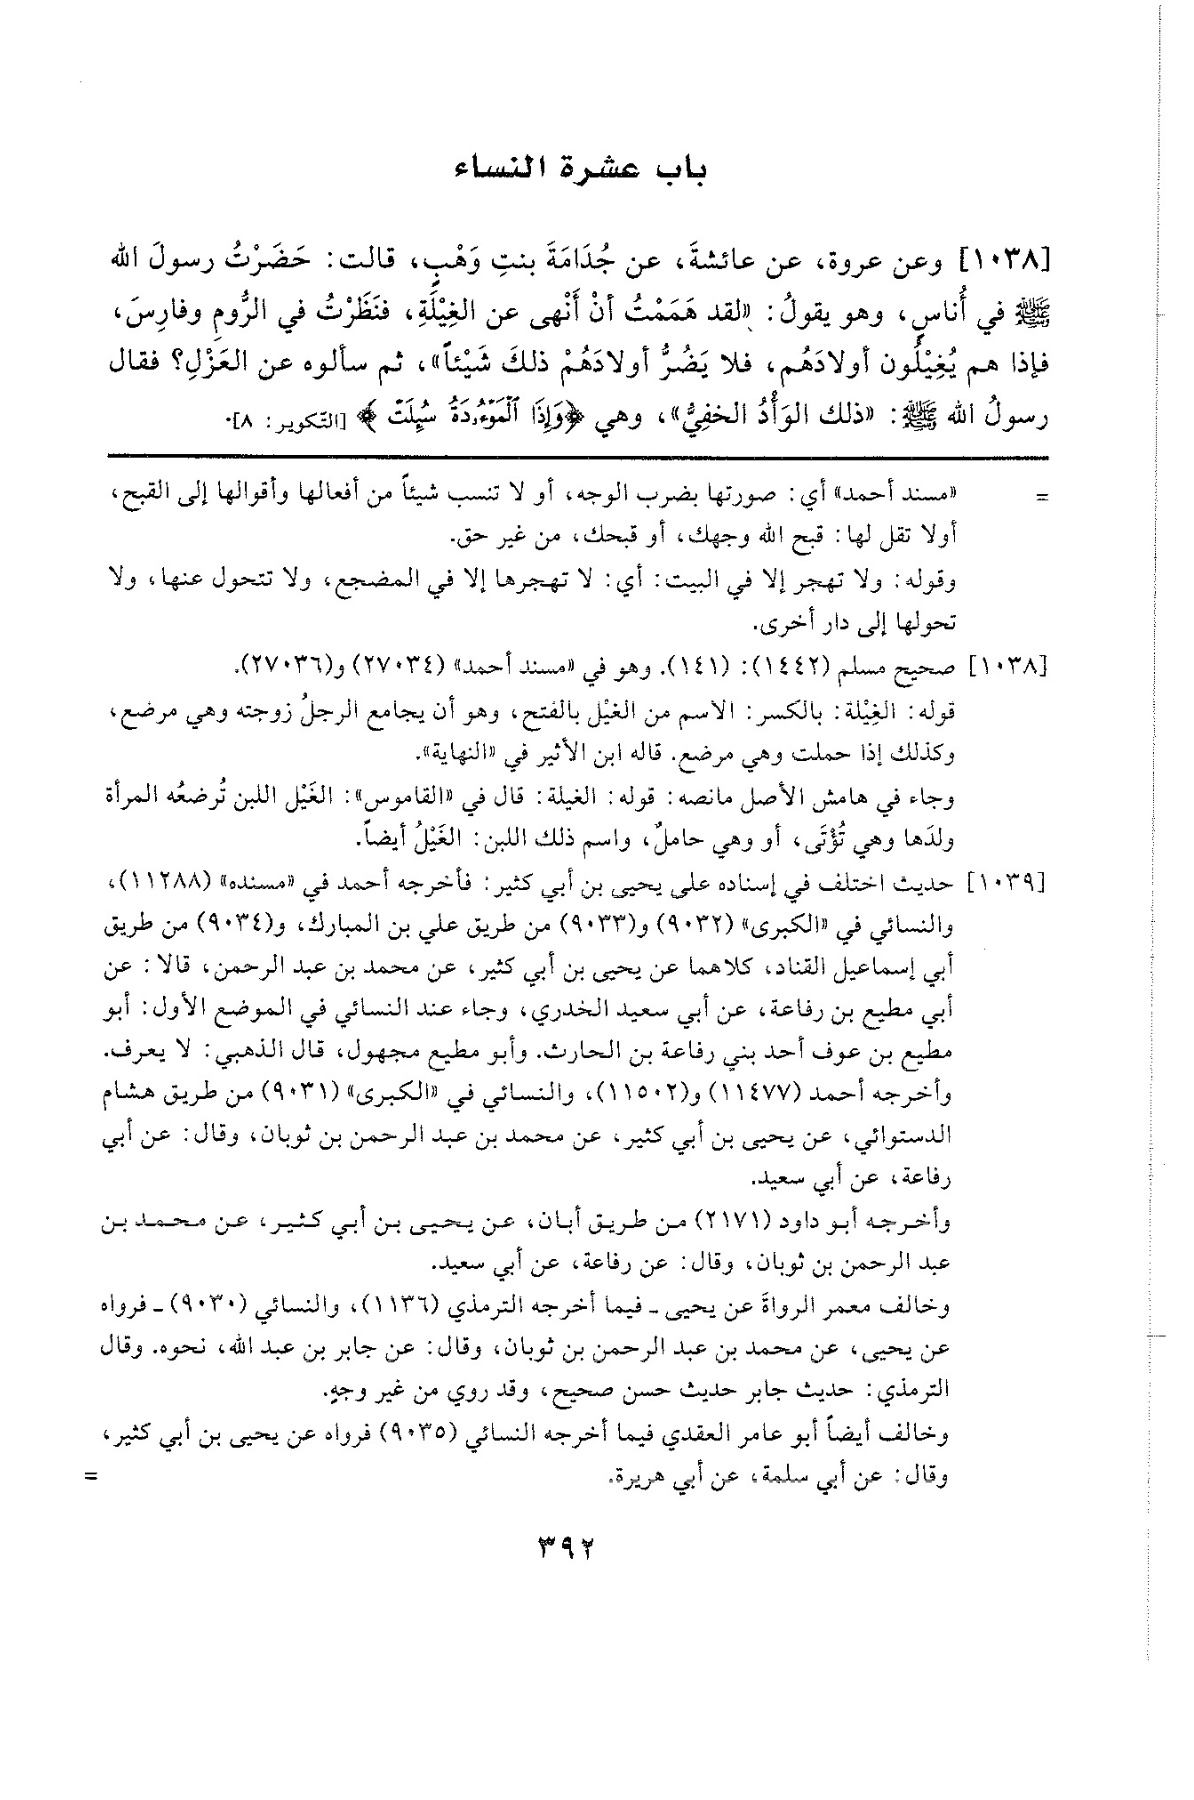 باب عشرة النساء
[١٠٣٨] وعن عروة، عن عائشةَ، عن جُدَامَةَ بنتِ وَهْبٍ، قالت: حَضَرْتُ رسولَ الله
ﷺ في أُناسٍ، وهو يقولُ: «لقد هَمَمْتُ أنْ أَنْهى عن الغِيْلَةِ، فنَظَرْتُ في الرُّومِ وفارِسَ،
فإذا هم يُغِيْلُون أولادَهُم، فلا يَضُرُّ أولادَهُمْ ذلكَ شَيْئاً»، ثم سألوه عن العَزْلِ؟ فقال
رسولُ الله ﷺ: «ذلك الوَأْدُ الخفِيُّ»، وهي ﴿وَإِذَا ٱلْمَوْءُۥدَةُ سُئِلَتْ﴾ [التكوير: ٨].
= «مسند أحمد» أي: صورتها بضرب الوجه، أو لا تنسب شيئاً من أفعالها وأقوالها إلى القبح،
أولا تقل لها: قبح الله وجهك، أو قبحك، من غير حق.
وقوله: ولا تهجر إلا في البيت: أي: لا تهجرها إلا في المضجع، ولا تتحول عنها، ولا
تحولها إلى دار أخرى.
[١٠٣٨] صحيح مسلم (١٤٤٢): (١٤١). وهو في «مسند أحمد» (٢٧٠٣٤) و(٢٧٠٣٦).
قوله: الغِيْلة: بالكسر: الاسم من الغيْل بالفتح، وهو أن يجامع الرجلُ زوجته وهي مرضع،
وكذلك إذا حملت وهي مرضع. قاله ابن الأثير في «النهاية».
وجاء في هامش الأصل مانصه: قوله: الغيلة: قال في «القاموس»: الغَيْل اللبن تُرضعُه المرأة
ولدَها وهي تُؤْتَى، أو وهي حاملٌ، واسم ذلك اللبن: الغَيْلُ أيضاً.
[١٠٣٩] حديث اختلف في إسناده على يحيى بن أبي كثير: فأخرجه أحمد في «مسنده» (١١٢٨٨)،
والنسائي في «الكبرى» (٩٠٣٢) و(٩٠٣٣) من طريق علي بن المبارك، و(٩٠٣٤) من طريق
أبي إسماعيل القناد، كلاهما عن يحيى بن أبي كثير، عن محمد بن عبد الرحمن، قالا: عن
أبي مطيع بن رفاعة، عن أبي سعيد الخدري، وجاء عند النسائي في الموضع الأول: أبو
مطيع بن عوف أحد بني رفاعة بن الحارث. وأبو مطيع مجهول، قال الذهبي: لا يعرف.
وأخرجه أحمد (١١٤٧٧) و(١١٥٠٢)، والنسائي في «الكبرى» (٩٠٣١) من طريق هشام
الدستوائي، عن يحيى بن أبي كثير، عن محمد بن عبد الرحمن بن ثوبان، وقال: عن أبي
رفاعة، عن أبي سعيد.
وأخرجه أبو داود (٢١٧١) من طريق أبان، عن يحيى بن أبي كثير، عن محمد بن
عبد الرحمن بن ثوبان، وقال: عن رفاعة، عن أبي سعيد.
وخالف معمر الرواةَ عن يحيى ـ فيما أخرجه الترمذي (١١٣٦)، والنسائي (٩٠٣٠) ـ فرواه
عن يحيى، عن محمد بن عبد الرحمن بن ثوبان، وقال: عن جابر بن عبد الله، نحوه. وقال
الترمذي: حديث جابر حديث حسن صحيح، وقد روي من غير وجهٍ.
وخالف أيضاً أبو عامر العقدي فيما أخرجه النسائي (٩٠٣٥) فرواه عن يحيى بن أبي كثير،
وقال: عن أبي سلمة، عن أبي هريرة. =
٣٩٢